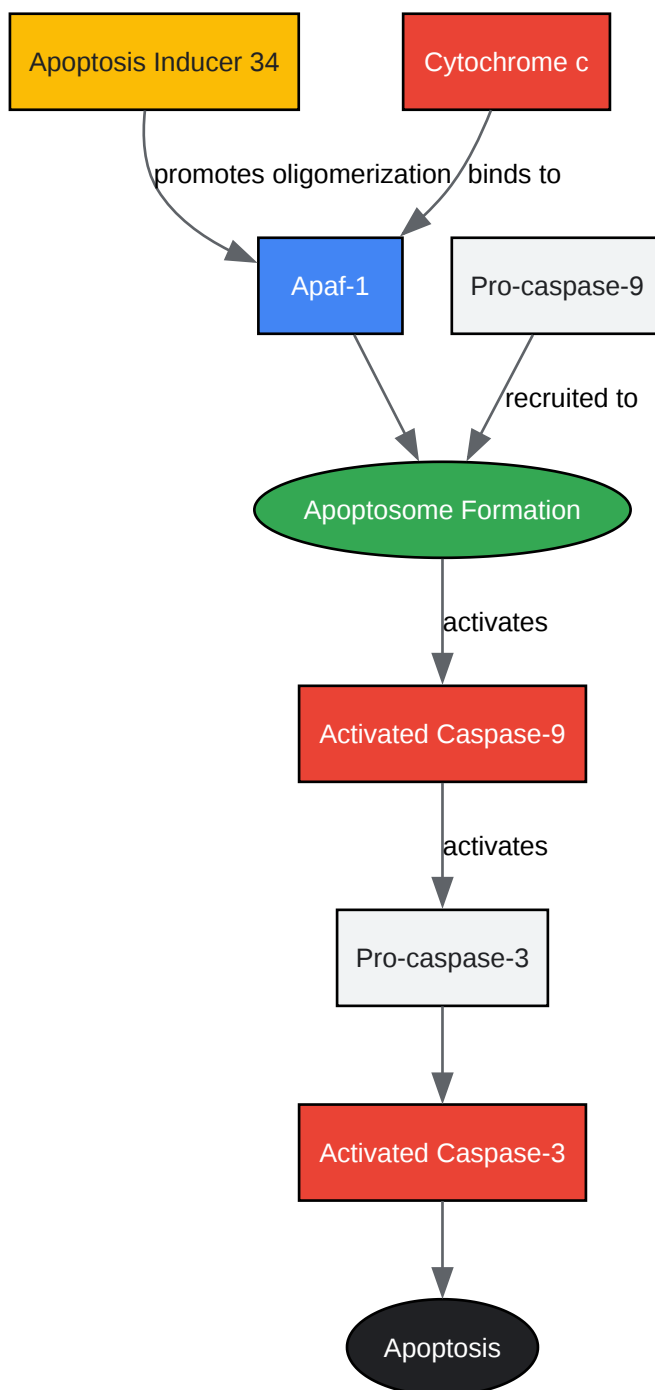 Apoptosis Inducer 34
Cytochrome c
promotes oligomerization
binds to
Apaf-1
Pro-caspase-9
recruited to
Apoptosome Formation
activates
Activated Caspase-9
activates
Pro-caspase-3
Activated Caspase-3
Apoptosis